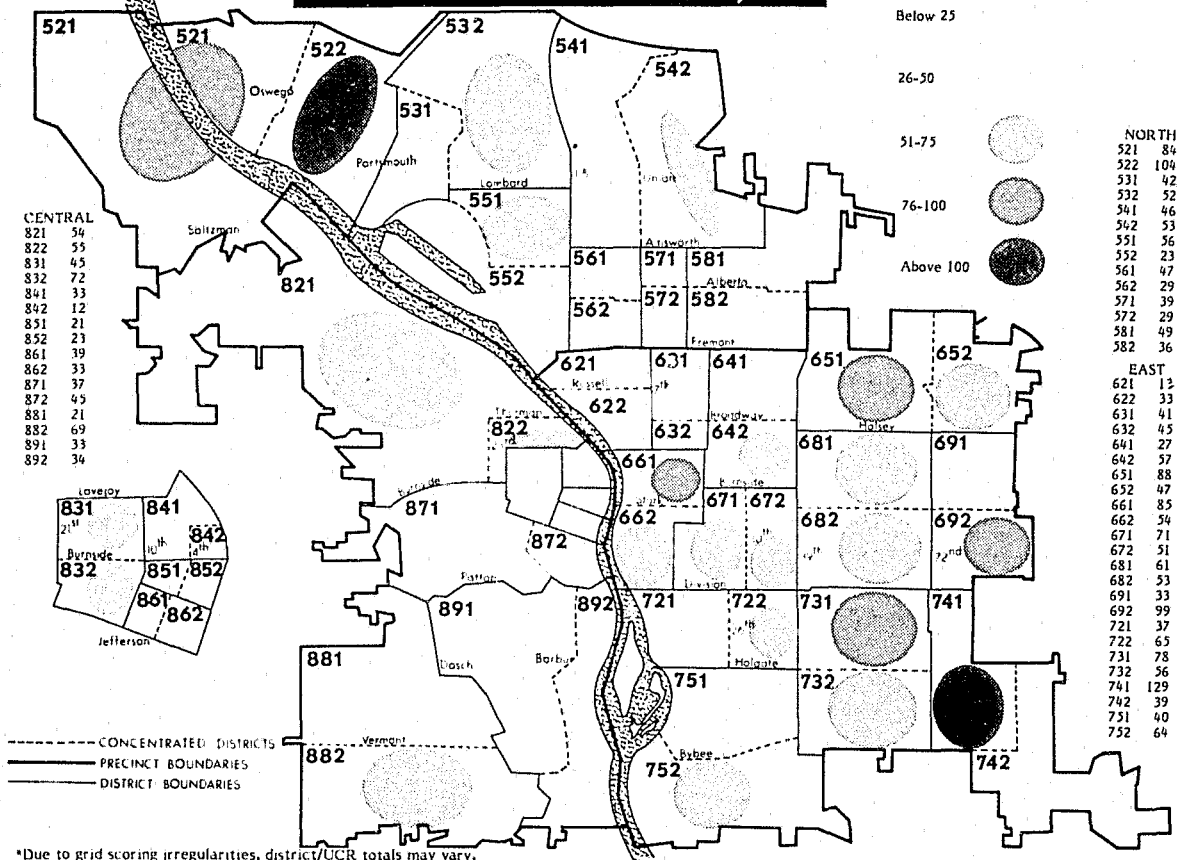 Below 25
26-50
51-75
76-100
Above 100
NORTH
521 84
522 104
531 42
532 52
541 46
542 53
551 56
552 23
561 47
562 29
571 39
572 29
581 49
582 36
EAST
621 13
622 33
631 41
632 45
641 27
642 57
651 88
652 47
661 85
662 54
671 71
672 51
681 61
682 53
691 33
692 99
721 37
722 65
731 78
732 56
741 129
742 39
751 40
752 64
CENTRAL
821 54
822 55
831 45
832 72
841 33
842 12
851 21
852 23
861 39
862 33
871 37
872 45
881 21
882 69
891 33
892 34
521
521
522
532
541
542
Oswego
531
Portsmouth
Lombard
551
Union
Ainsworth
Saltzman
821
552
561
571
581
Alberta
562
572
582
Fremont
621
631
641
651
652
Russell
7th
622
Thurman
822
632
Broadway
642
Halsey
681
691
661
Burnside
Burnside
871
Stark
662
671
672
682
692
72nd
872
Division
Patton
891
892
721
722
731
741
Holgate
881
Dosch
Barbur
751
732
Vermont
882
752
Bybee
742
Lovejoy
831
841
21st
10th
842
4th
Burnside
832
851
852
861
862
Jefferson
CONCENTRATED DISTRICTS
PRECINCT BOUNDARIES
DISTRICT BOUNDARIES
*Due to grid scoring irregularities, district/UCR totals may vary.